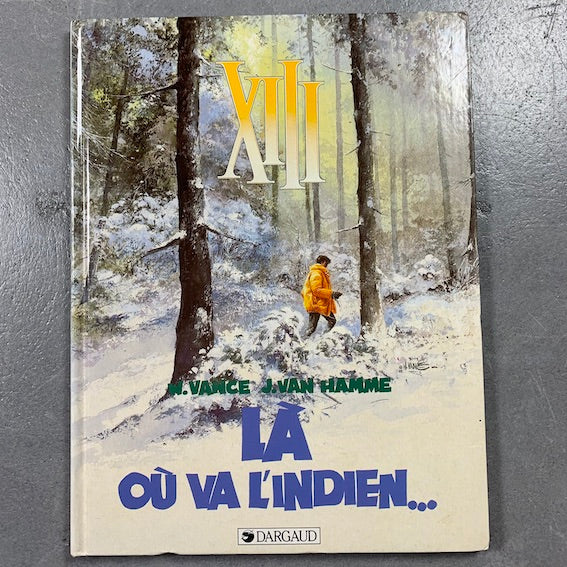 XIII
W. VANCE J. VAN HAMME
LÀ
OÙ VA L'INDIEN...
DARGAUD